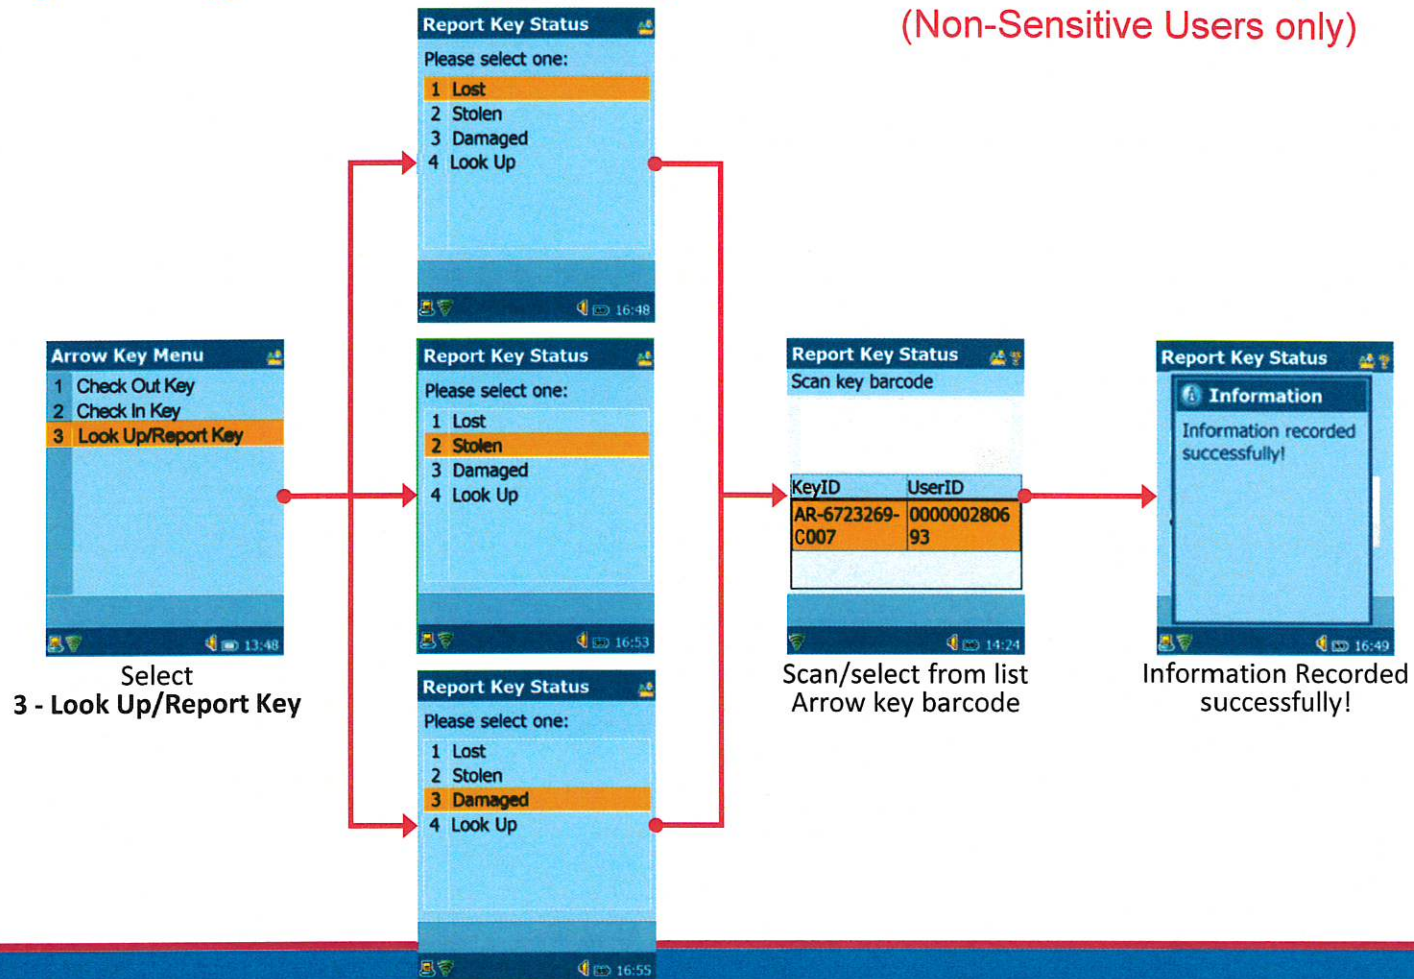 (Non-Sensitive Users only)
Report Key Status
Please select one:
1 Lost
2 Stolen
3 Damaged
4 Look Up
16:48
Arrow Key Menu
1 Check Out Key
2 Check In Key
3 Look Up/Report Key
13:48
Select
3 - Look Up/Report Key
Report Key Status
Please select one:
1 Lost
2 Stolen
3 Damaged
4 Look Up
16:53
Report Key Status
Please select one:
1 Lost
2 Stolen
3 Damaged
4 Look Up
16:55
Report Key Status
Scan key barcode
KeyID UserID
AR-6723269- 0000002806
C007 93
14:24
Scan/select from list
Arrow key barcode
Report Key Status
Information
Information recorded
successfully!
16:49
Information Recorded
successfully!